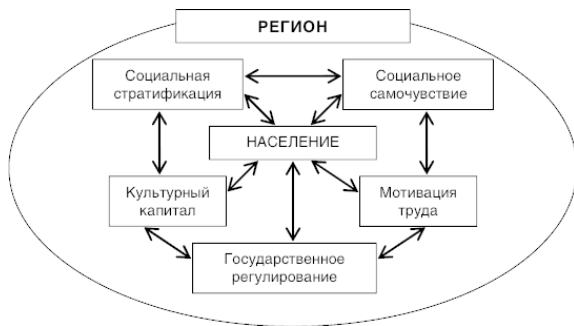 РЕГИОН
Социальная
стратификация
Социальное
самочувствие
НАСЕЛЕНИЕ
Культурный
капитал
Мотивация
труда
Государственное
регулирование